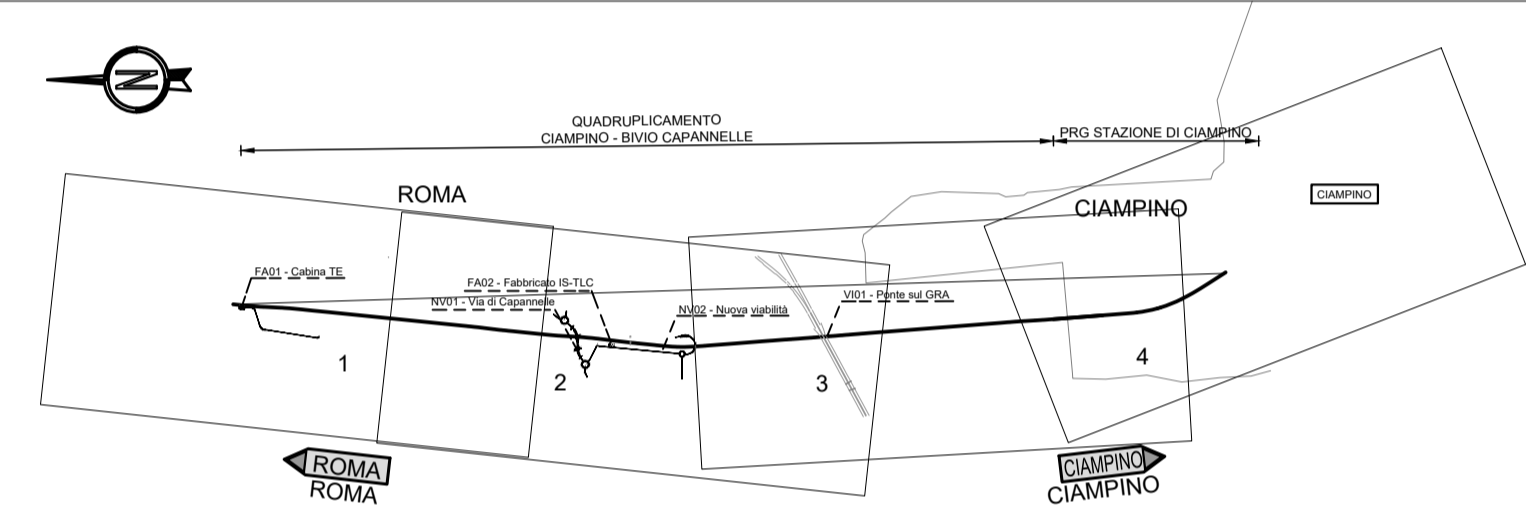 N
QUADRUPLICAMENTO
CIAMPINO - BIVIO CAPANNELLE
PRG STAZIONE DI CIAMPINO
ROMA
CIAMPINO
CIAMPINO
FA01 - Cabina TE
FA02 - Fabbricato IS-TLC
NV01 - Via di Capannelle
NV02 - Nuova viabilità
VI01 - Ponte sul GRA
1
2
3
4
ROMA
ROMA
CIAMPINO
CIAMPINO